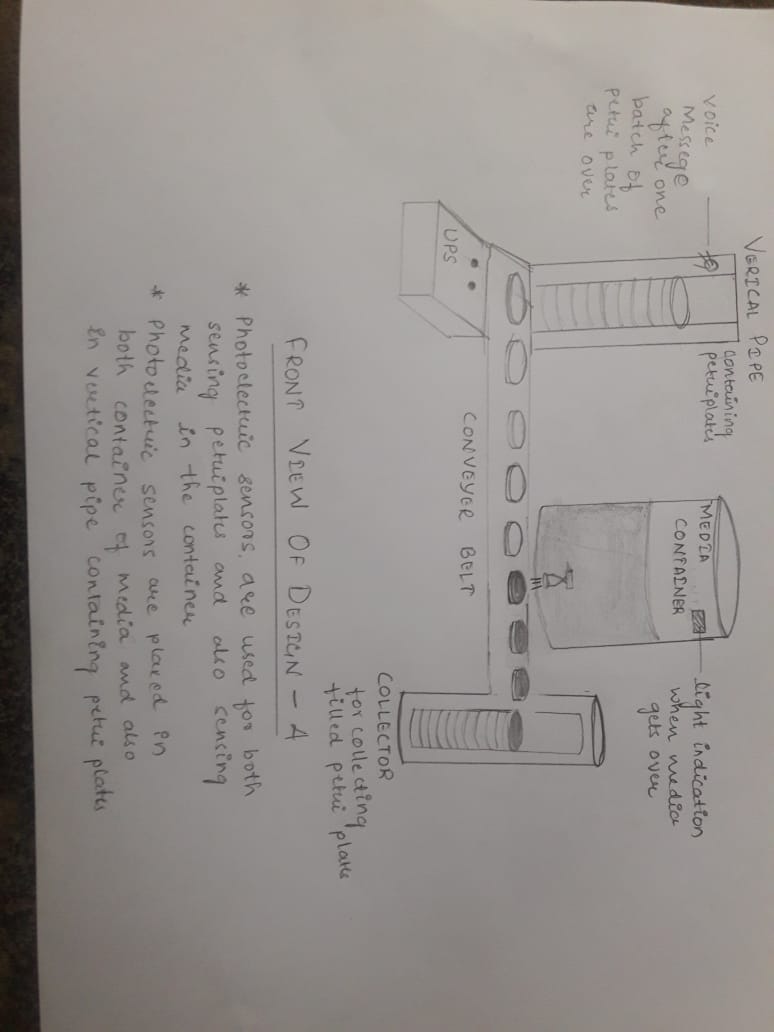 VERICAL PIPE
containing
petriplates
voice
Messege
after one
batch of
petri plates
are over
MEDIA
CONTAINER
light indication
when media
gets over
UPS
CONVEYER BELT
COLLECTOR
for collecting
filled petri plates
FRONT VIEW OF DESIGN - A
* Photoelectric sensors, are used for both
sensing petriplates and also sensing
media in the container
* Photoelectric sensors are placed in
both container of media and also
in vertical pipe containing petri plates